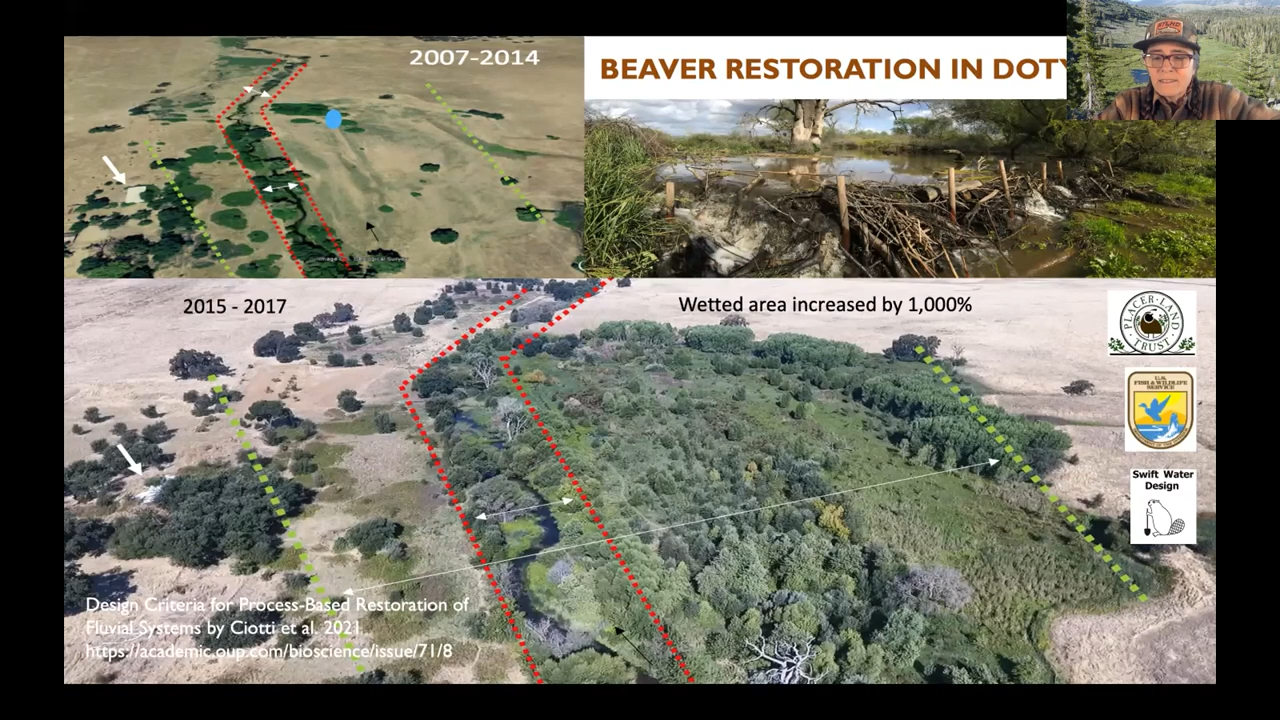 2007-2014
BEAVER RESTORATION IN DOTY
2015 - 2017
Wetted area increased by 1,000%
PLACER LAND TRUST
U.S.
FISH & WILDLIFE
SERVICE
Swift Water
Design
Design Criteria for Process-Based Restoration of
Fluvial Systems by Ciotti et al. 2021
https://academic.oup.com/bioscience/issue/71/8